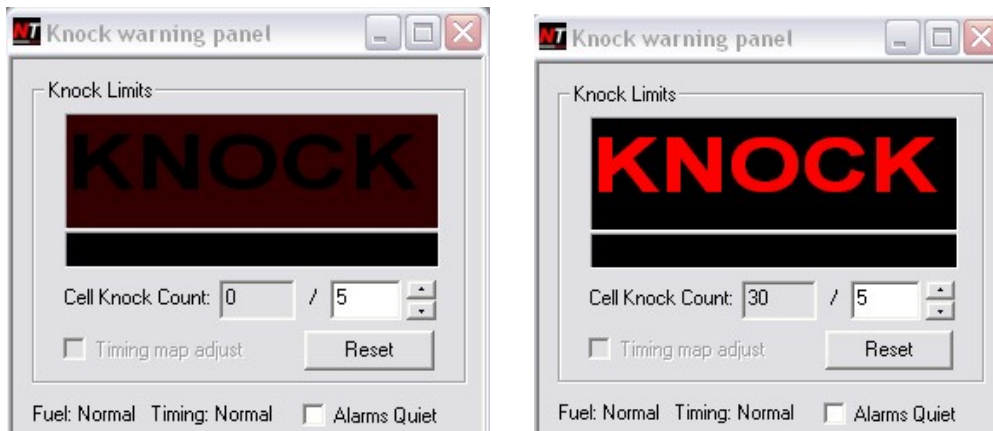 NT Knock warning panel
Knock Limits
KNOCK
Cell Knock Count: 0 / 5
Timing map adjust Reset
Fuel: Normal Timing: Normal Alarms Quiet
NT Knock warning panel
Knock Limits
KNOCK
Cell Knock Count: 30 / 5
Timing map adjust Reset
Fuel: Normal Timing: Normal Alarms Quiet